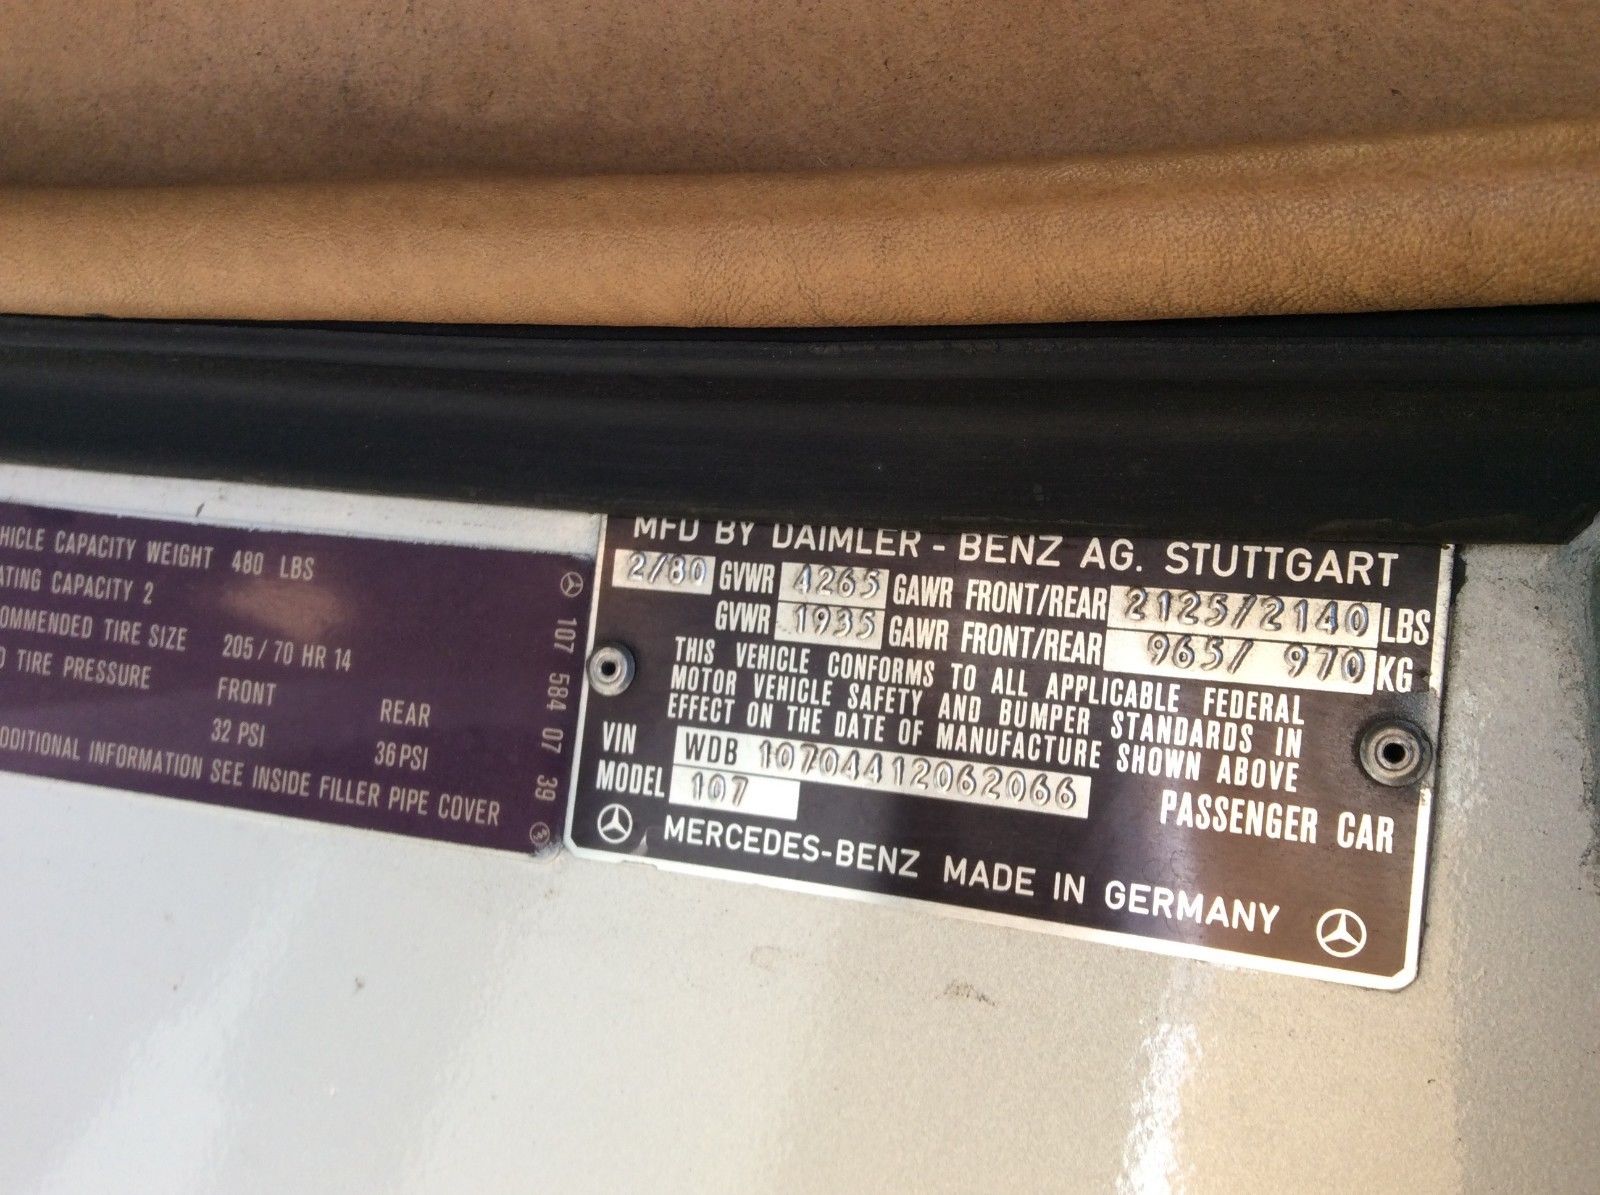 HICLE CAPACITY WEIGHT 480 LBS
ATING CAPACITY 2
OMMENDED TIRE SIZE 205/70 HR 14
D TIRE PRESSURE
FRONT REAR
32 PSI 36 PSI
DDITIONAL INFORMATION SEE INSIDE FILLER PIPE COVER
107 584 07 39
MFD BY DAIMLER - BENZ AG. STUTTGART
2/80 GVWR 4265 GAWR FRONT/REAR 2125/2140 LBS
GVWR 1935 GAWR FRONT/REAR 965/ 970 KG
THIS VEHICLE CONFORMS TO ALL APPLICABLE FEDERAL
MOTOR VEHICLE SAFETY AND BUMPER STANDARDS IN
EFFECT ON THE DATE OF MANUFACTURE SHOWN ABOVE
VIN WDB 10704412062066
MODEL 107 PASSENGER CAR
MERCEDES-BENZ MADE IN GERMANY